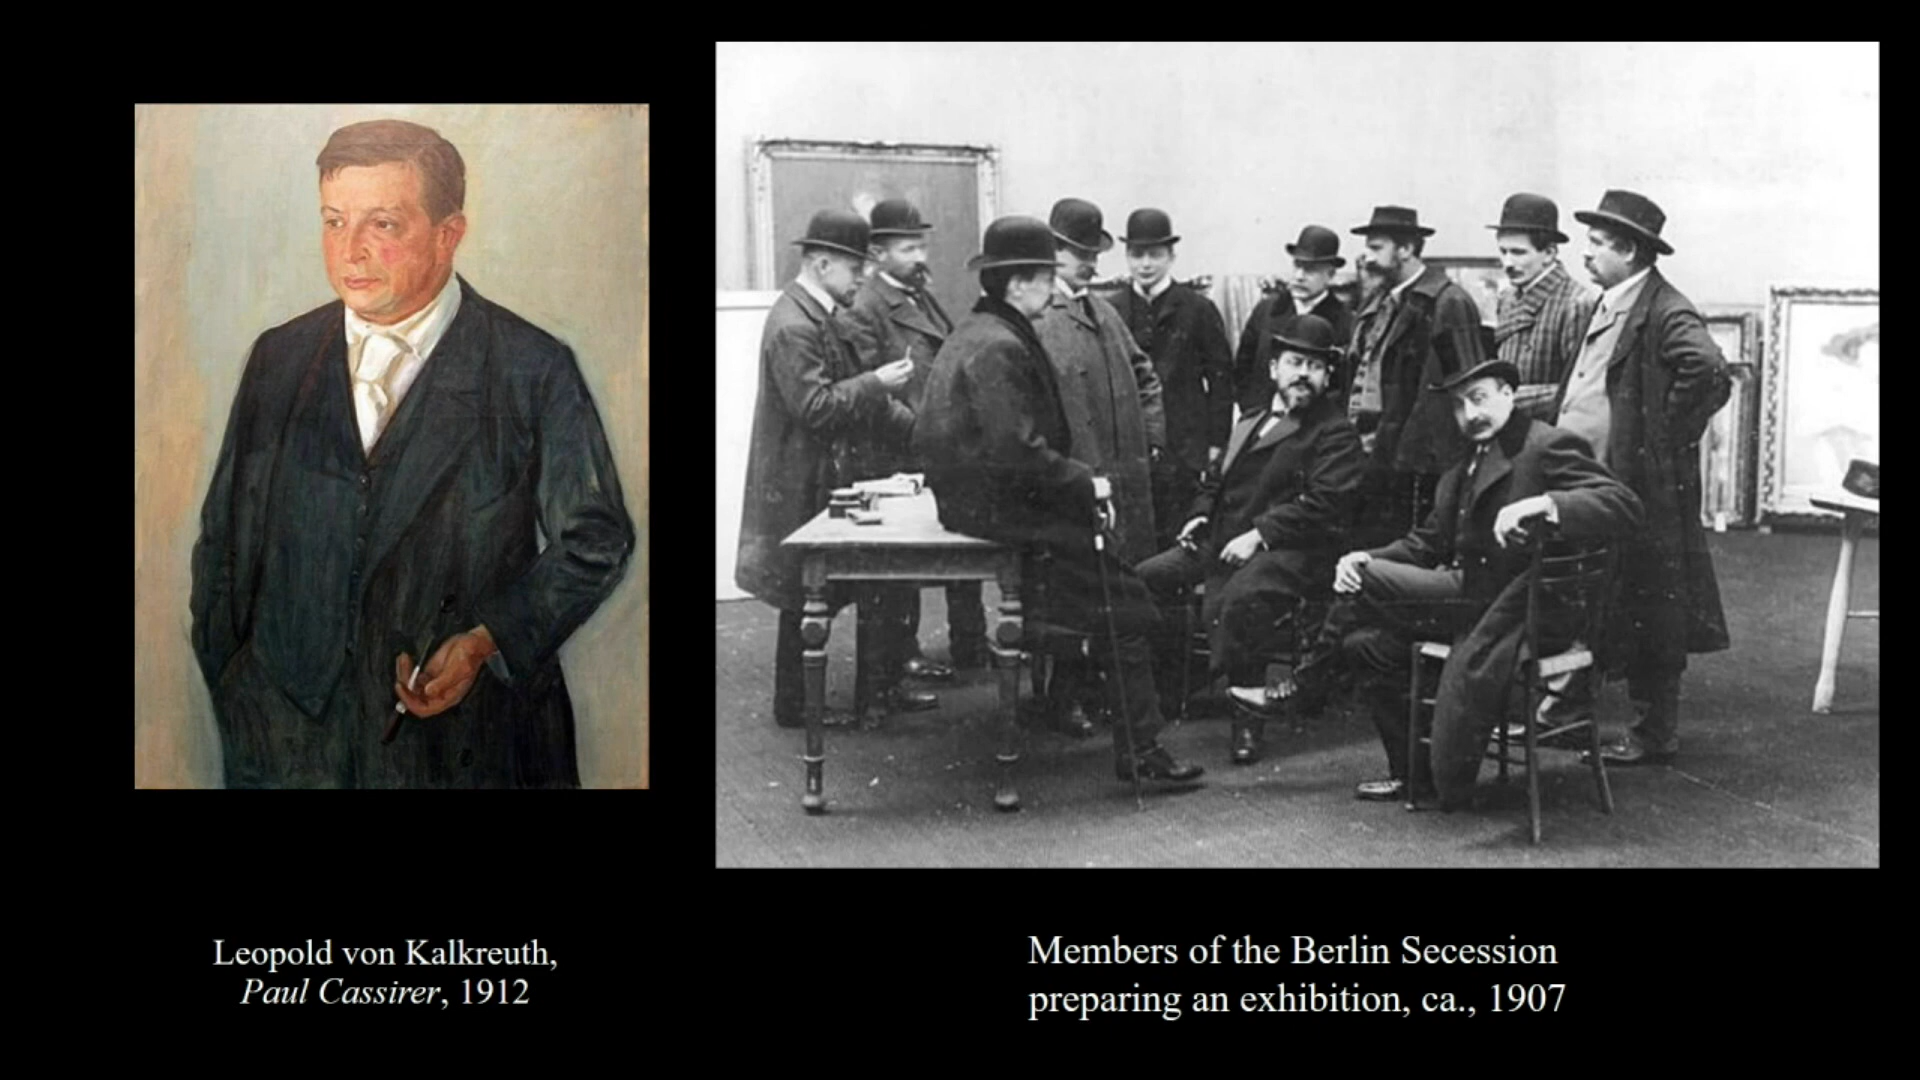 Leopold von Kalkreuth,
Paul Cassirer, 1912
Members of the Berlin Secession
preparing an exhibition, ca., 1907